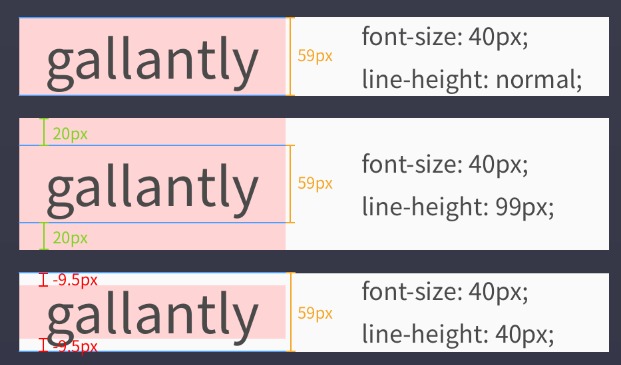 gallantly
59px
font-size: 40px;
line-height: normal;
20px
gallantly
20px
59px
font-size: 40px;
line-height: 99px;
-9.5px
gallantly
-9.5px
59px
font-size: 40px;
line-height: 40px;